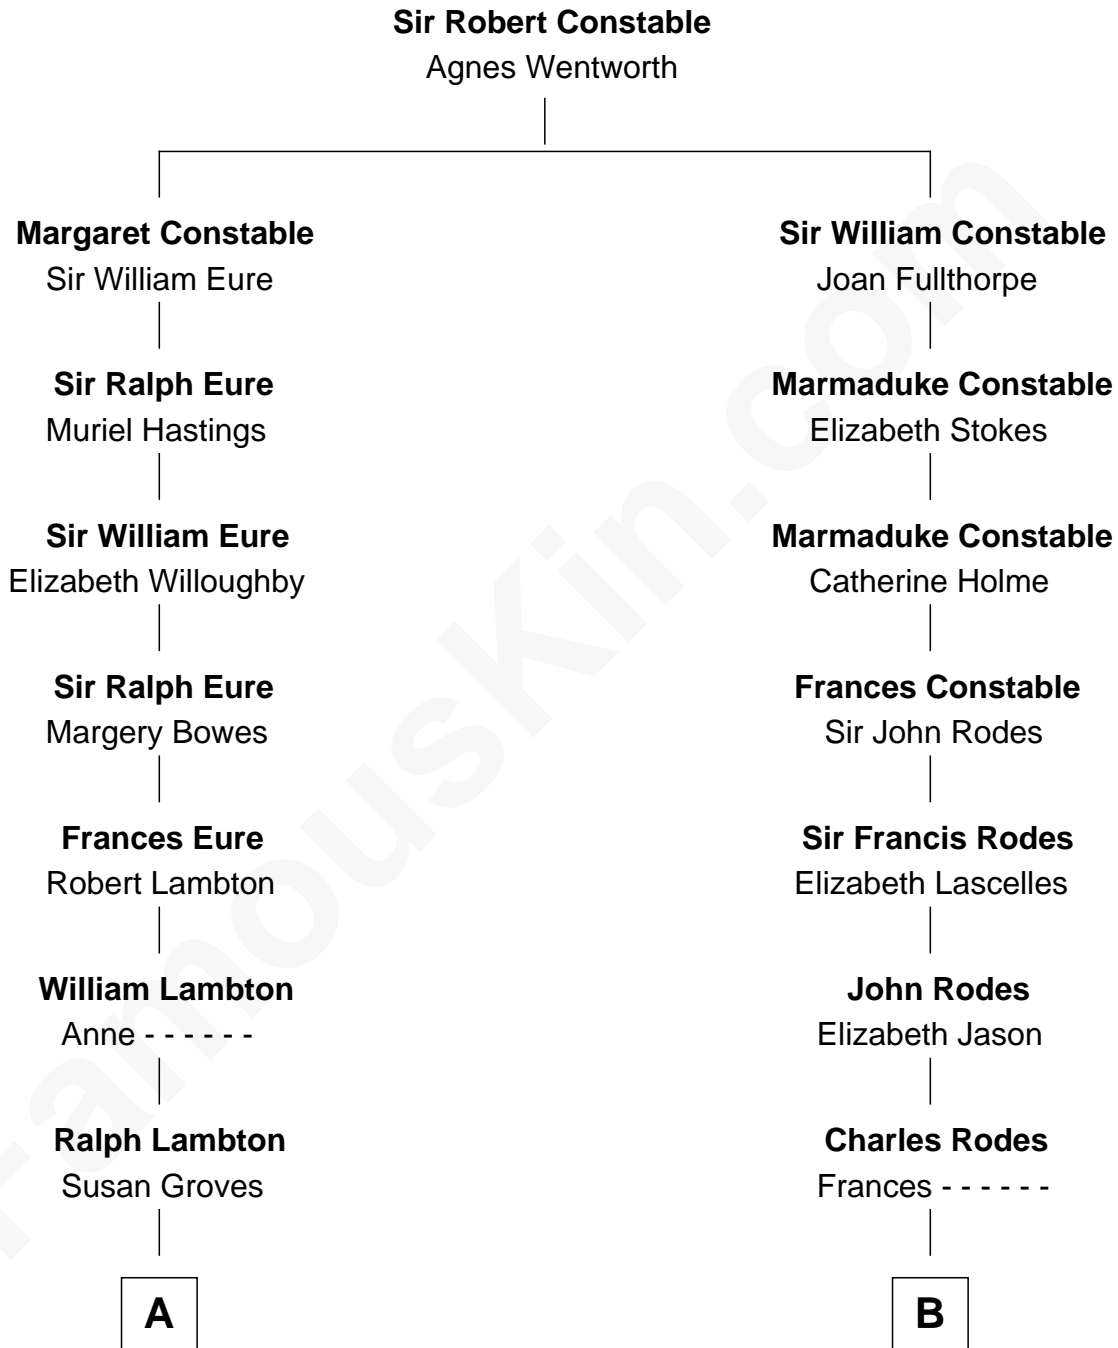 Sir Robert Constable
Agnes Wentworth
Margaret Constable
Sir William Eure
Sir William Constable
Joan Fullthorpe
Sir Ralph Eure
Muriel Hastings
Marmaduke Constable
Elizabeth Stokes
Sir William Eure
Elizabeth Willoughby
Marmaduke Constable
Catherine Holme
Sir Ralph Eure
Margery Bowes
Frances Constable
Sir John Rodes
Frances Eure
Robert Lambton
Sir Francis Rodes
Elizabeth Lascelles
William Lambton
Anne - - - - - -
John Rodes
Elizabeth Jason
Ralph Lambton
Susan Groves
Charles Rodes
Frances - - - - - -
A
B
FamousKin.com